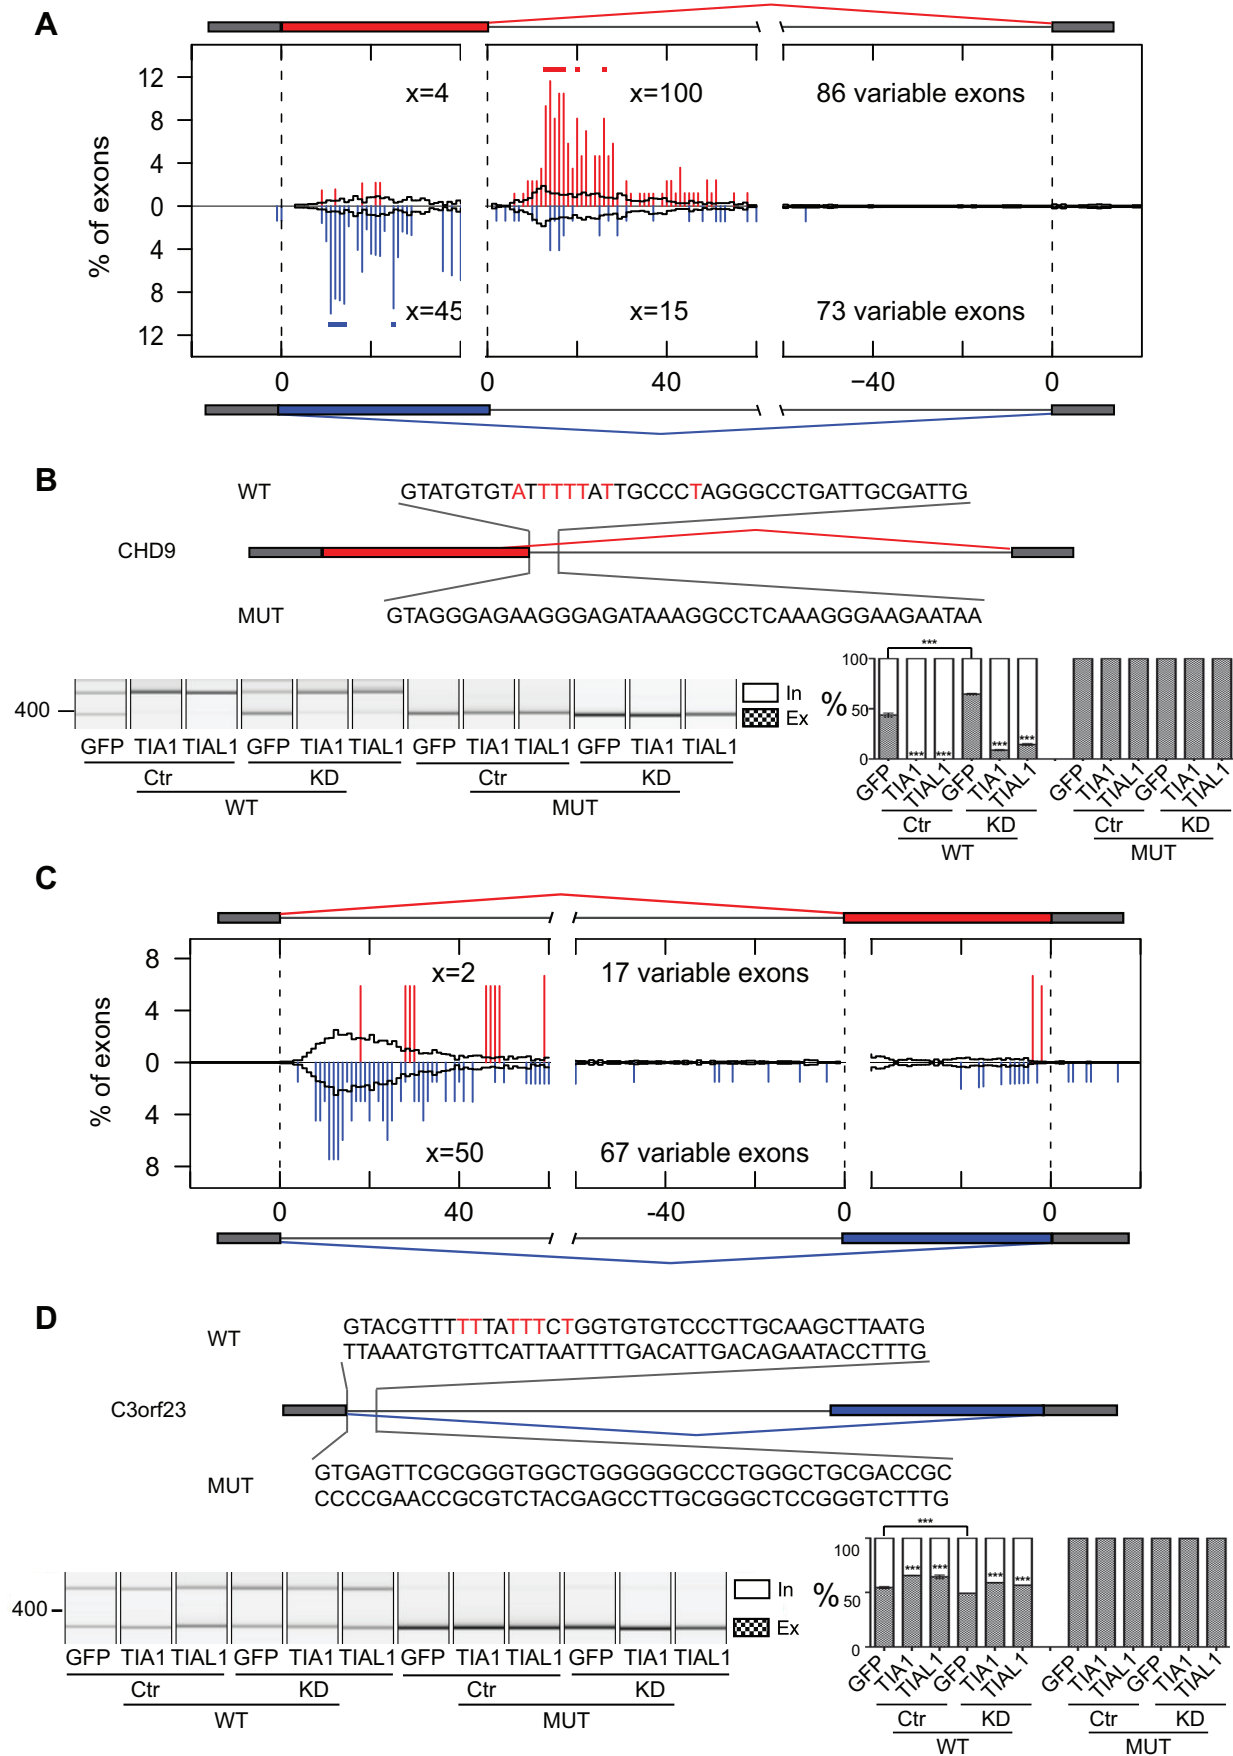 A
12
8
4
0
4
8
12
% of exons
x=4
x=100
86 variable exons
x=45
x=15
73 variable exons
0
0
40
−40
0
B
WT
GTATGTGTATTTTTATTGCCCTAGGGCCTGATTGCGATTG
CHD9
MUT
GTAGGGAGAAGGGAGATAAAGGCCTCAAAGGGAAGAATAA
400
GFP TIA1 TIAL1 GFP TIA1 TIAL1 GFP TIA1 TIAL1 GFP TIA1 TIAL1
Ctr KD Ctr KD
WT MUT
In
Ex
%
100
50
0
***
*** *** *** ***
GFP TIA1 TIAL1 GFP TIA1 TIAL1 GFP TIA1 TIAL1 GFP TIA1 TIAL1
Ctr KD Ctr KD
WT MUT
C
8
4
0
4
8
% of exons
x=2
17 variable exons
x=50
67 variable exons
0
40
-40
0
0
D
WT
GTACGTTTTTTATTTCTGGTGTGTCCCTTGCAAGCTTAATG
TTAAATGTGTTCATTAATTTTGACATTGACAGAATACCTTTG
C3orf23
MUT
GTGAGTTCGCGGGTGGCTGGGGGGCCCTGGGCTGCGACCGC
CCCCGAACCGCGTCTACGAGCCTTGCGGGCTCCGGGTCTTTG
400
GFP TIA1 TIAL1 GFP TIA1 TIAL1 GFP TIA1 TIAL1 GFP TIA1 TIAL1
Ctr KD Ctr KD
WT MUT
In
Ex
%
100
50
0
***
*** *** *** ***
GFP TIA1 TIAL1 GFP TIA1 TIAL1 GFP TIA1 TIAL1 GFP TIA1 TIAL1
Ctr KD Ctr KD
WT MUT